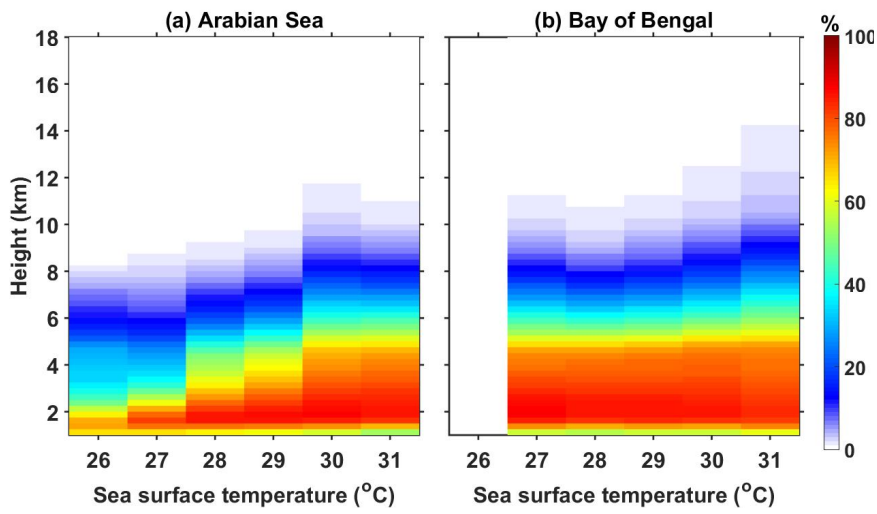 (a) Arabian Sea
(b) Bay of Bengal
%
18
16
14
12
10
8
6
4
2
Height (km)
26 27 28 29 30 31
Sea surface temperature (°C)
26 27 28 29 30 31
Sea surface temperature (°C)
100
80
60
40
20
0